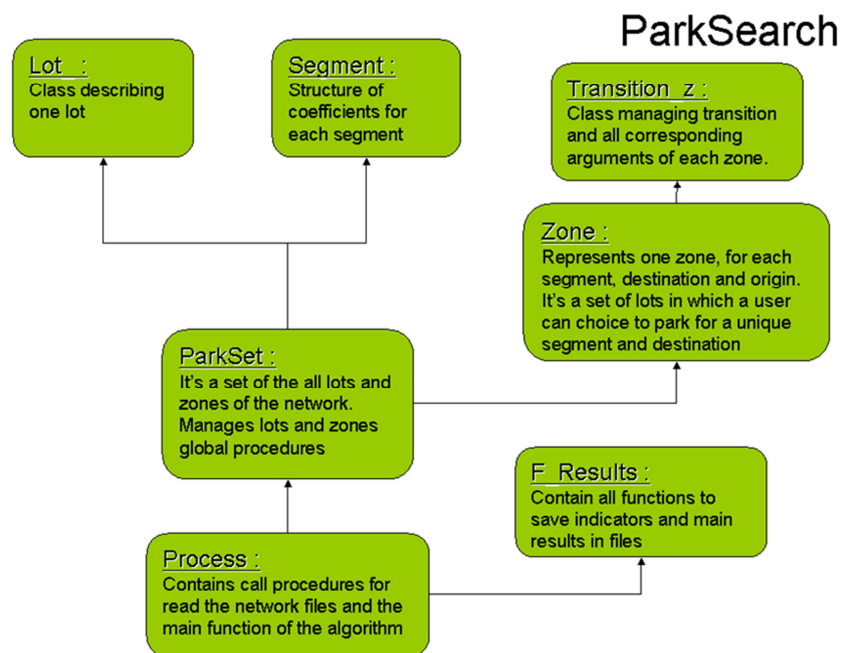 ParkSearch
Lot_ :
Class describing
one lot
Segment :
Structure of
coefficients for
each segment
Transition_z :
Class managing transition
and all corresponding
arguments of each zone.
Zone :
Represents one zone, for each
segment, destination and origin.
It's a set of lots in which a user
can choice to park for a unique
segment and destination
ParkSet :
It's a set of the all lots and
zones of the network.
Manages lots and zones
global procedures
F_Results :
Contain all functions to
save indicators and main
results in files
Process :
Contains call procedures for
read the network files and the
main function of the algorithm